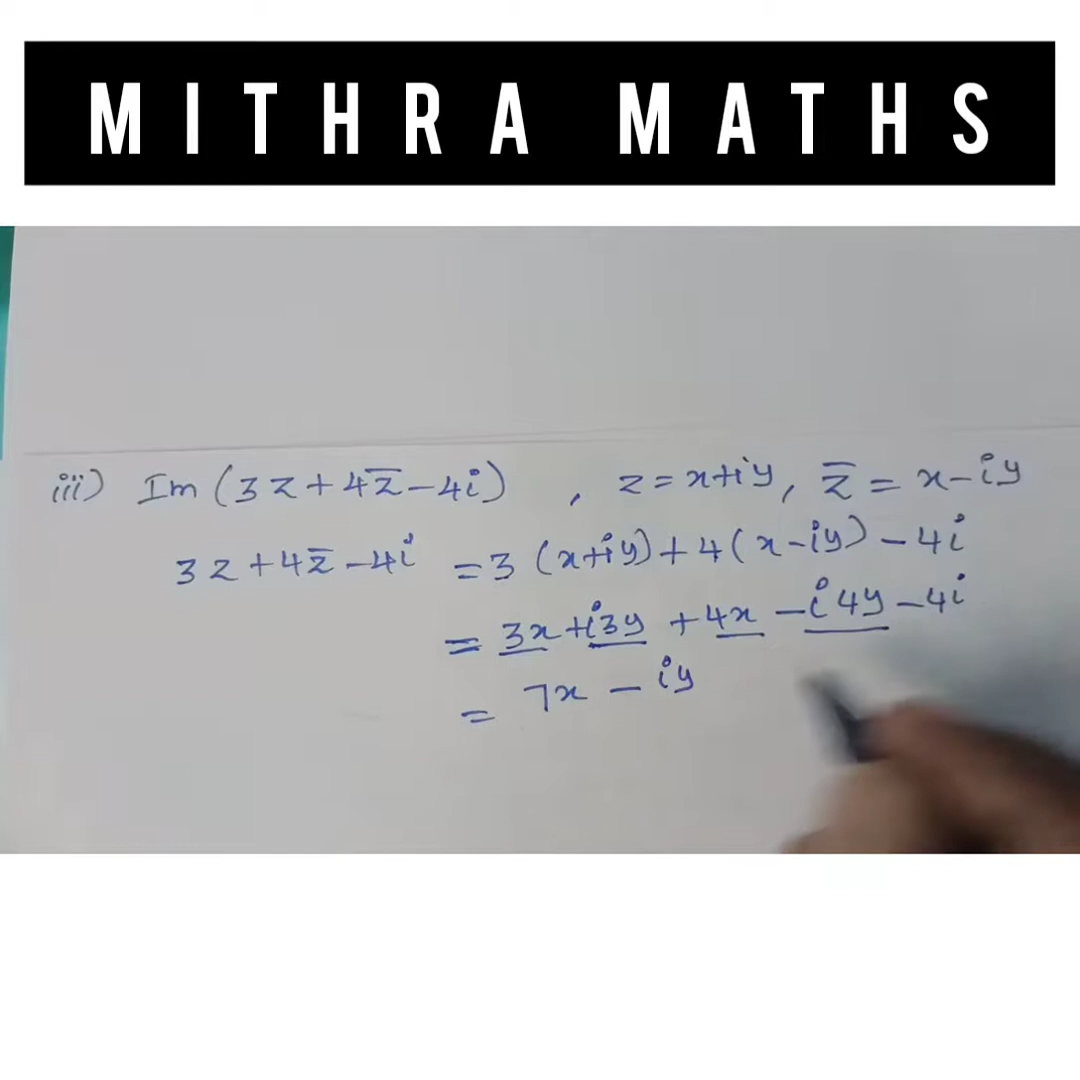 MITHRA MATHS
iii) Im (3z + 4z̅ - 4i) , z = x+iy, z̅ = x-iy
3z + 4z̅ - 4i = 3 (x+iy) + 4 (x-iy) - 4i
= 3x + i3y + 4x - i4y - 4i
= 7x - iy